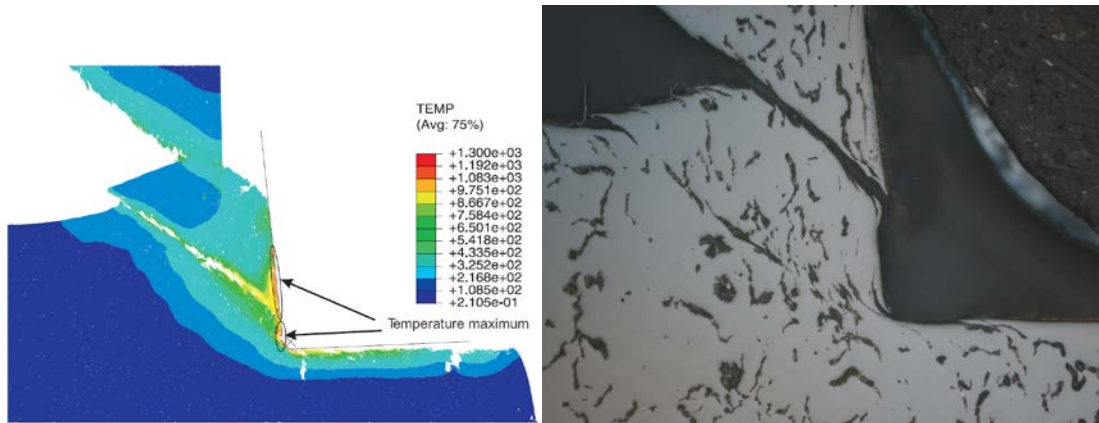 TEMP
(Avg: 75%)
+1.300e+03
+1.192e+03
+1.083e+03
+9.751e+02
+8.667e+02
+7.584e+02
+6.501e+02
+5.418e+02
+4.335e+02
+3.252e+02
+2.168e+02
+1.085e+02
+2.105e-01
Temperature maximum